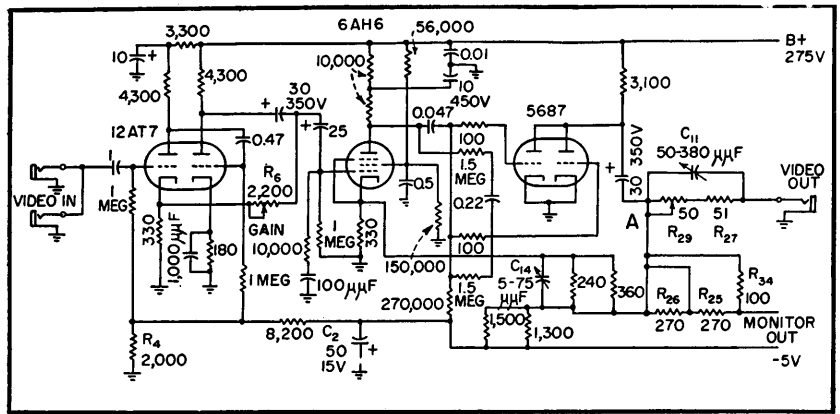 6AH6
56,000
3,300
B+
275V
10 +
0.01
4,300
4,300
10,000
10
450V
3,100
30
350V
12AT7
0.47
25
0.047
5687
100
30 350V
C11
50-380 μμF
VIDEO
OUT
VIDEO IN
1
1
MEG
R6
2,200
GAIN
0.5
1.5
MEG
0.22
A
50
51
R29
R27
330
1,000 μμF
180
10,000
1
MEG
330
100
1 MEG
100 μμF
150,000
1.5
MEG
C14
5-75
μμF
240
360
R34
100
R26
R25
270
270
MONITOR
OUT
270,000
1,500
1,300
R4
2,000
8,200
C2
50
15V
-5V